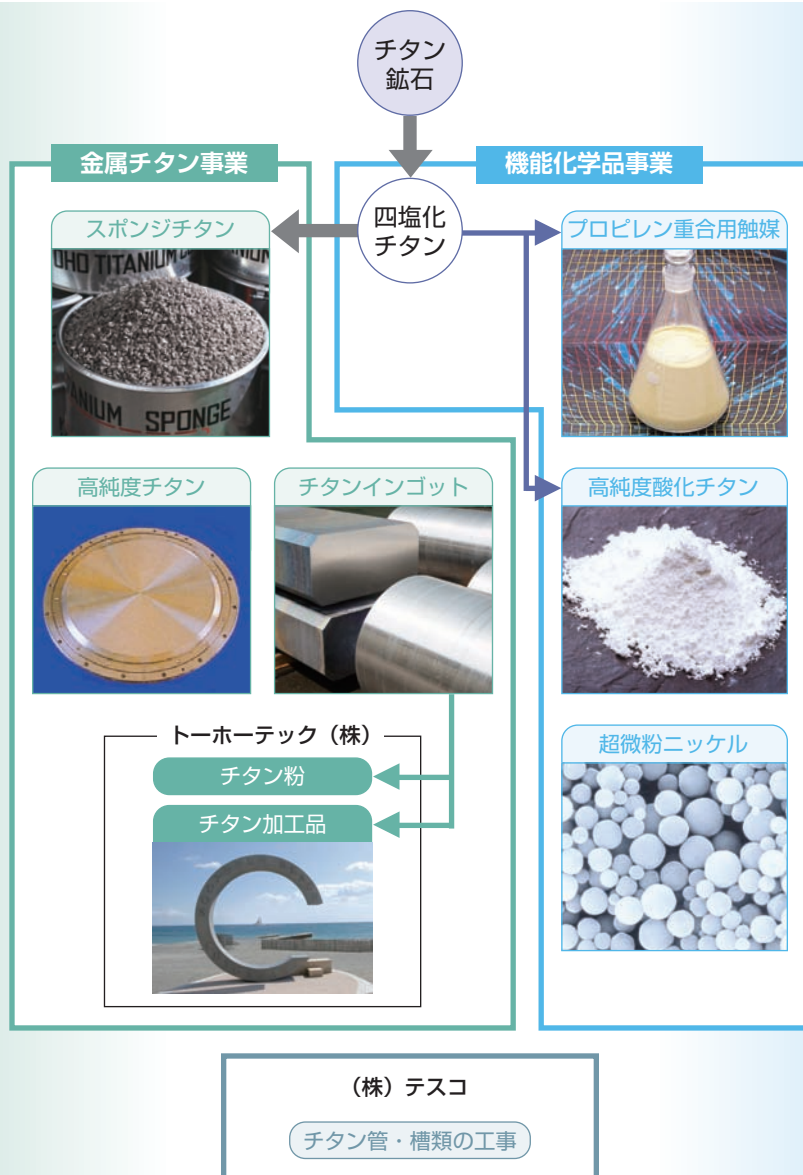 チタン
鉱石
金属チタン事業
機能化学品事業
スポンジチタン
四塩化
チタン
プロピレン重合用触媒
OHO TITANIUM
ANIUM SPONGE
高純度チタン
チタンインゴット
高純度酸化チタン
トーホーテック（株）
チタン粉
チタン加工品
超微粉ニッケル
（株）テスコ
チタン管・槽類の工事